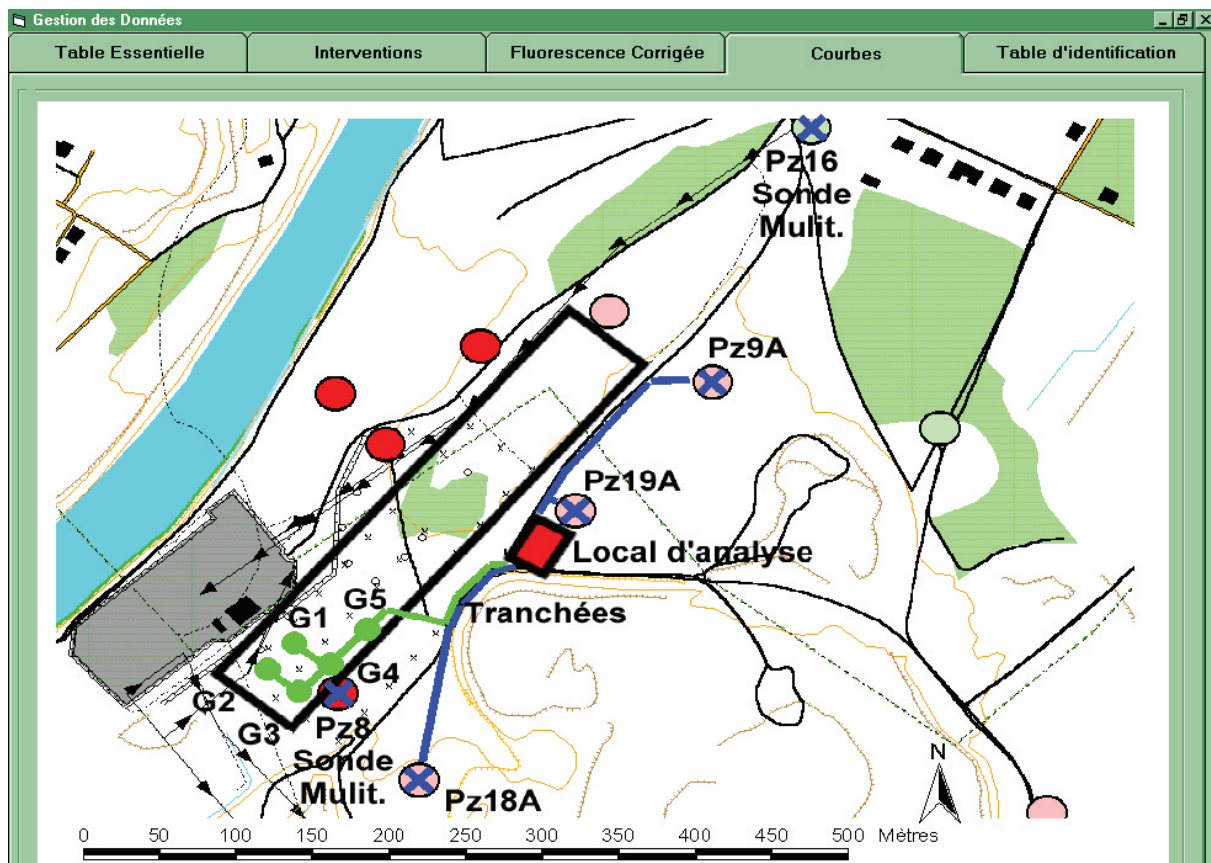 Gestion des Données
Table Essentielle
Interventions
Fluorescence Corrigée
Courbes
Table d'identification
Pz16
Sonde
Mulit.
Pz9A
Pz19A
Local d'analyse
G5
G1
Tranchées
G4
G2
G3
Pz8
Sonde
Mulit.
Pz18A
N
0 50 100 150 200 250 300 350 400 450 500 Mètres